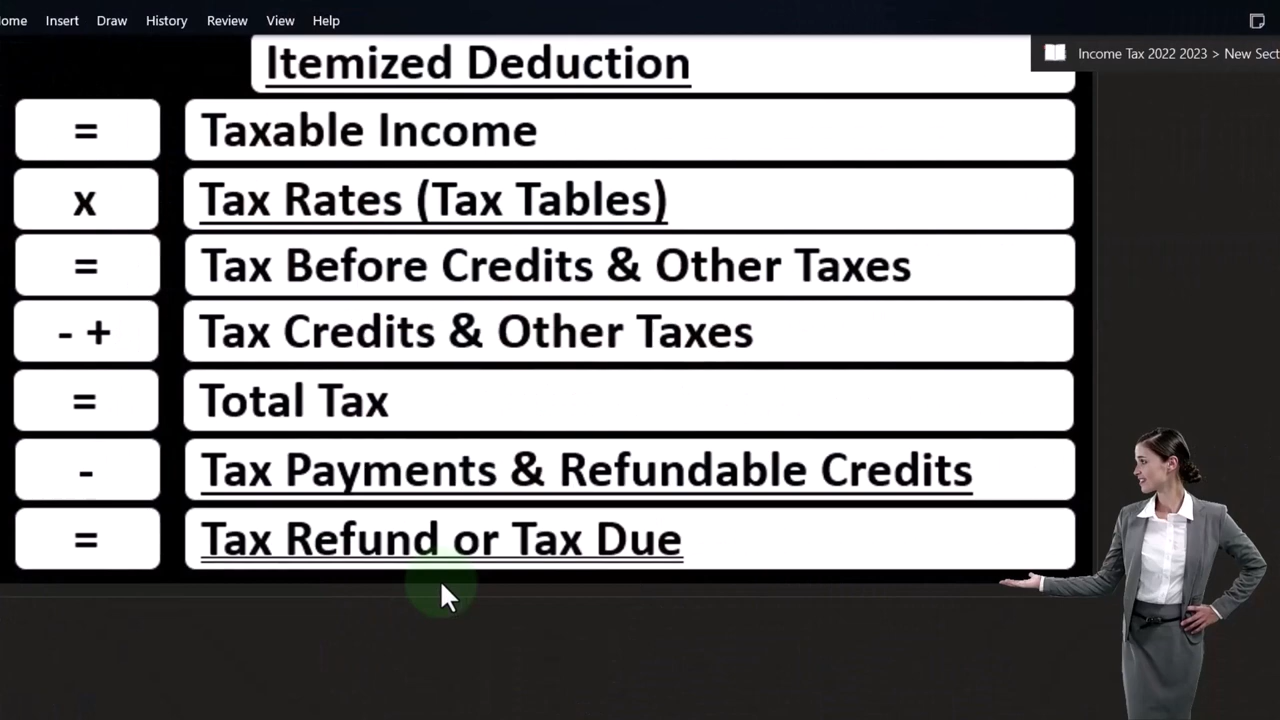 ome Insert Draw History Review View Help
Income Tax 2022 2023 > New Sect
Itemized Deduction
= Taxable Income
x Tax Rates (Tax Tables)
= Tax Before Credits & Other Taxes
- + Tax Credits & Other Taxes
= Total Tax
- Tax Payments & Refundable Credits
= Tax Refund or Tax Due